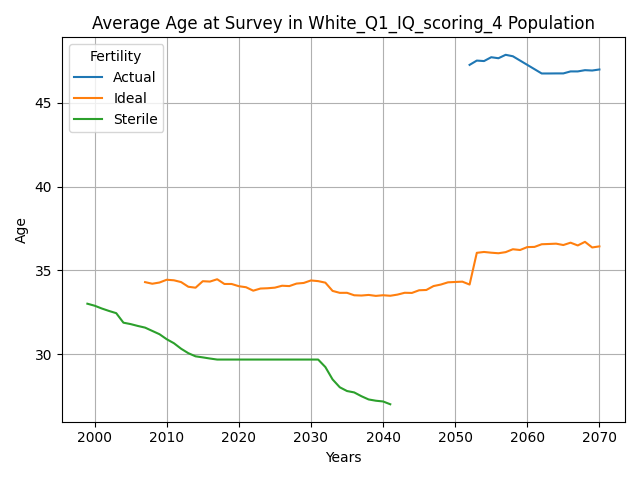 Average Age at Survey in White_Q1_IQ_scoring_4 Population
Fertility
Actual
Ideal
Sterile
45
40
35
30
Age
2000 2010 2020 2030 2040 2050 2060 2070
Years